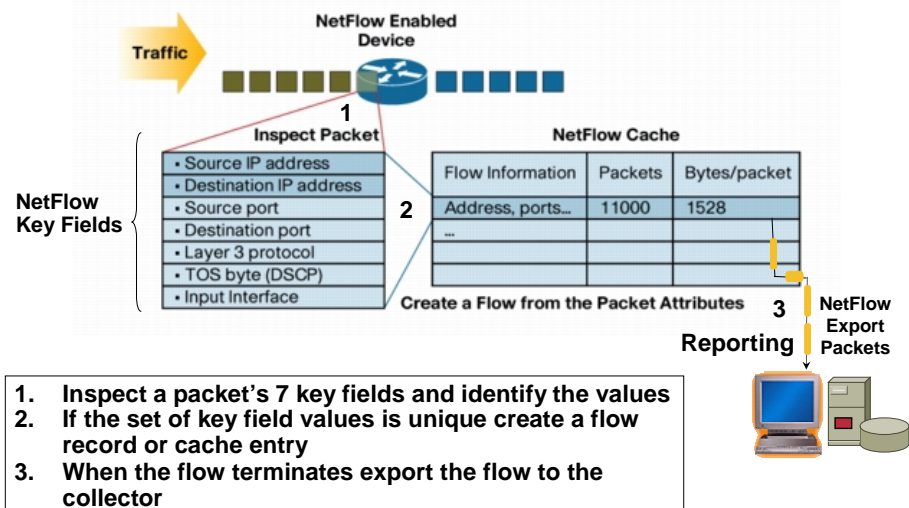 NetFlow Enabled
Device
Traffic
1
Inspect Packet
NetFlow Cache
NetFlow
Key Fields
▪ Source IP address
▪ Destination IP address
▪ Source port
▪ Destination port
▪ Layer 3 protocol
▪ TOS byte (DSCP)
▪ Input Interface
2
Flow Information Packets Bytes/packet
Address, ports... 11000 1528
...
Create a Flow from the Packet Attributes
3
Reporting
NetFlow
Export
Packets
1. Inspect a packet's 7 key fields and identify the values
2. If the set of key field values is unique create a flow
record or cache entry
3. When the flow terminates export the flow to the
collector